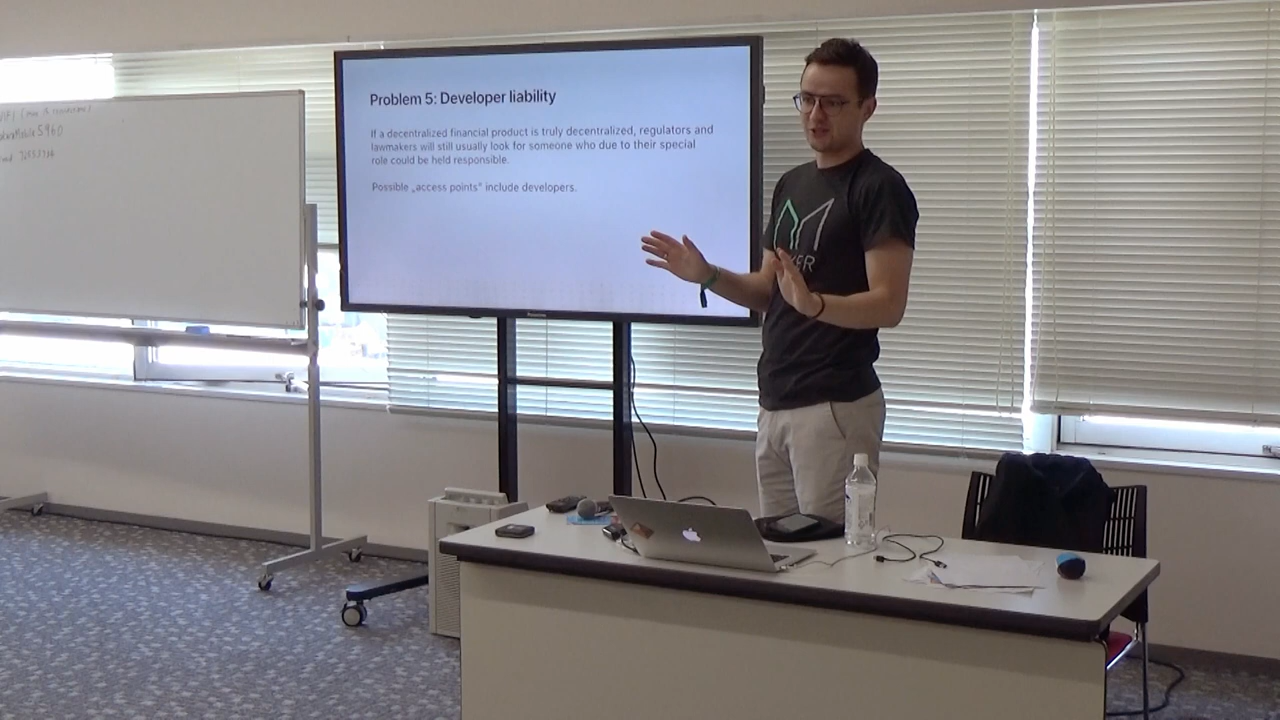 Problem 5: Developer liability
If a decentralized financial product is truly decentralized, regulators and
lawmakers will still usually look for someone who due to their special
role could be held responsible.
Possible „access points" include developers.
Panasonic